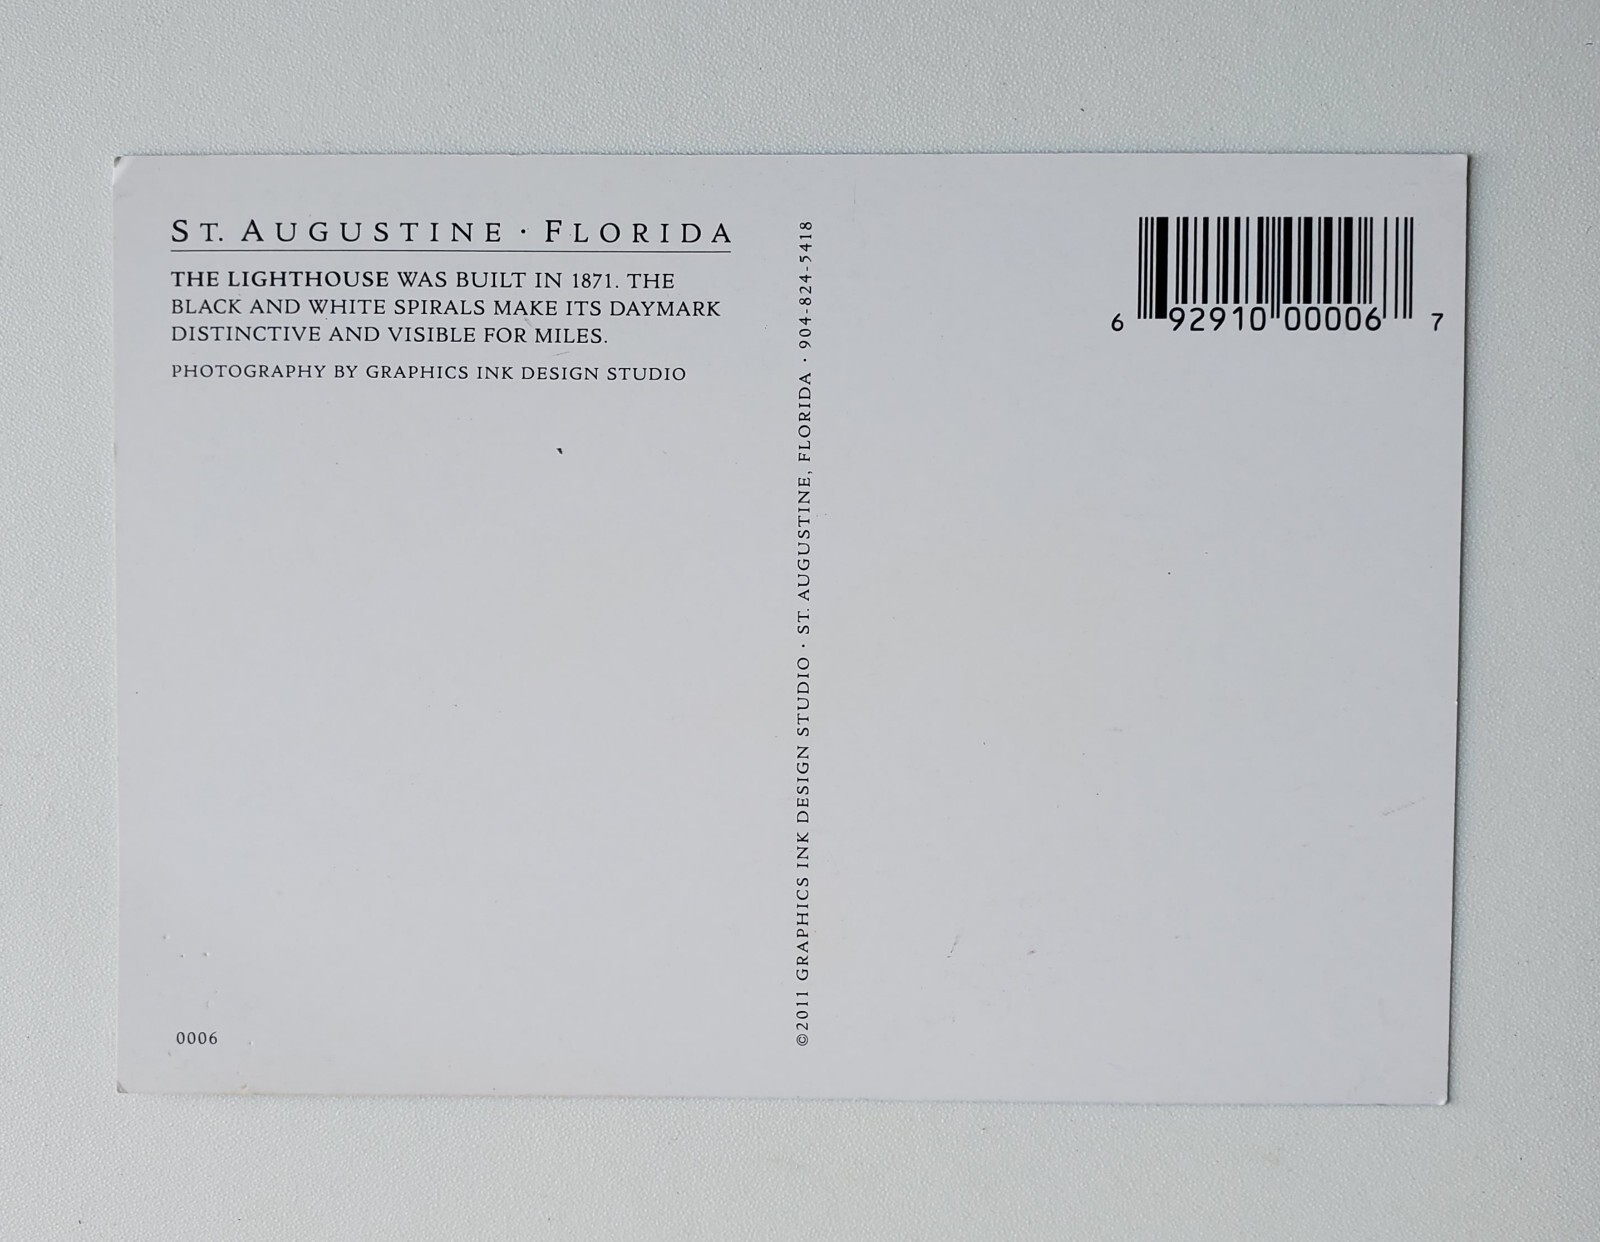 ST. AUGUSTINE · FLORIDA
THE LIGHTHOUSE WAS BUILT IN 1871. THE
BLACK AND WHITE SPIRALS MAKE ITS DAYMARK
DISTINCTIVE AND VISIBLE FOR MILES.
PHOTOGRAPHY BY GRAPHICS INK DESIGN STUDIO
0006
©2011 GRAPHICS INK DESIGN STUDIO · ST. AUGUSTINE, FLORIDA · 904-824-5418
6 92910 00006 7